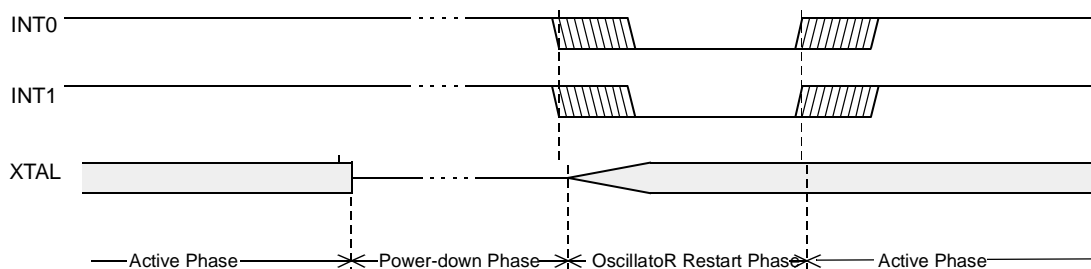 INT0
INT1
XTAL
Active Phase Power-down Phase OscillatoR Restart Phase Active Phase